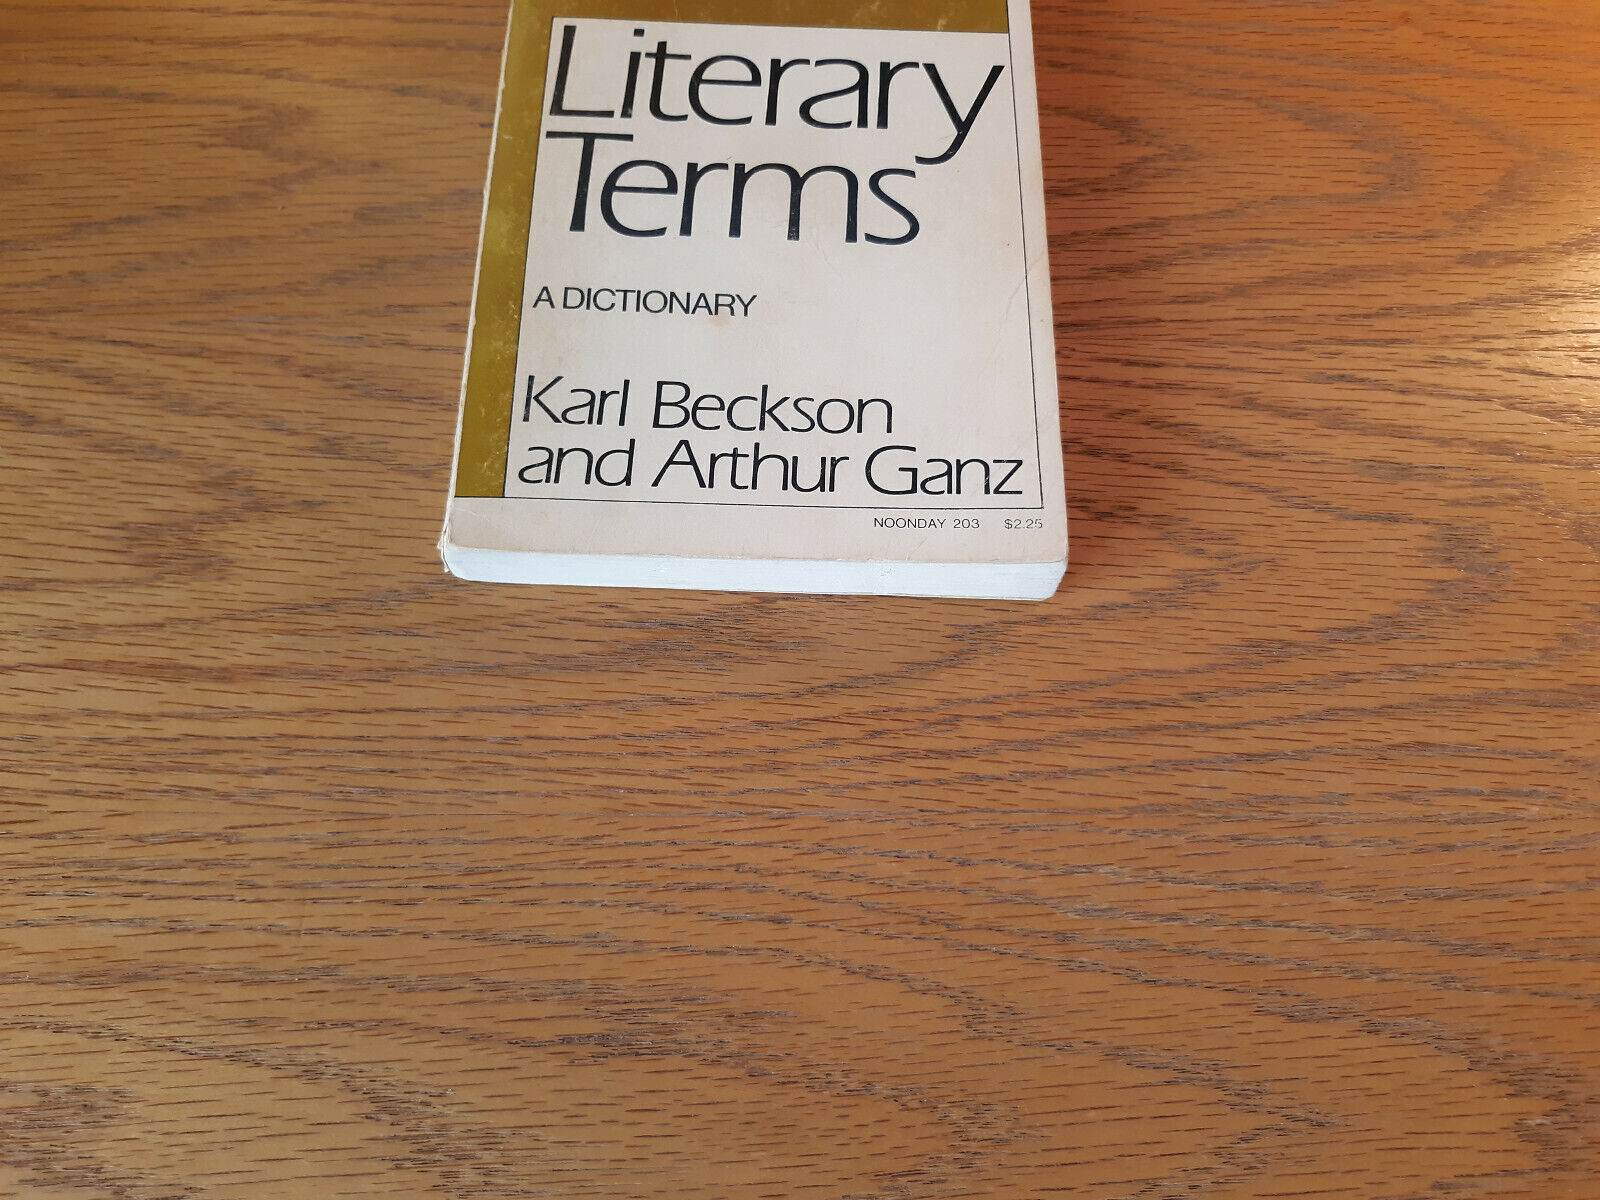 Literary
Terms
A DICTIONARY
Karl Beckson
and Arthur Ganz
NOONDAY 203 $2.25